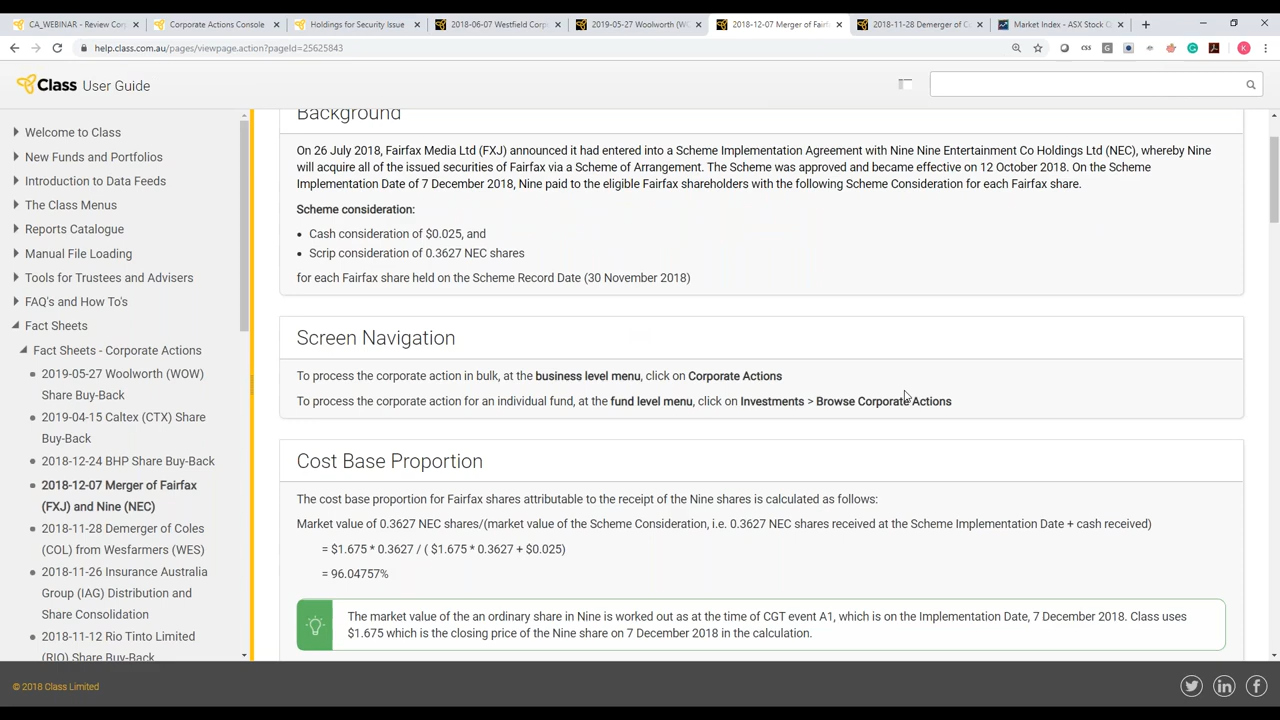 CA_WEBINAR - Review Corp
Corporate Actions Console
Holdings for Security Issue
2018-06-07 Westfield Corp
2019-05-27 Woolworth (WO
2018-12-07 Merger of Fairf
2018-11-28 Demerger of C
Market Index - ASX Stock C
help.class.com.au/pages/viewpage.action?pageId=25625843
Class User Guide
Welcome to Class
New Funds and Portfolios
Introduction to Data Feeds
The Class Menus
Reports Catalogue
Manual File Loading
Tools for Trustees and Advisers
FAQ's and How To's
Fact Sheets
Fact Sheets - Corporate Actions
2019-05-27 Woolworth (WOW)
Share Buy-Back
2019-04-15 Caltex (CTX) Share
Buy-Back
2018-12-24 BHP Share Buy-Back
2018-12-07 Merger of Fairfax
(FXJ) and Nine (NEC)
2018-11-28 Demerger of Coles
(COL) from Wesfarmers (WES)
2018-11-26 Insurance Australia
Group (IAG) Distribution and
Share Consolidation
2018-11-12 Rio Tinto Limited
(RIO) Share Buy-Back
Background
On 26 July 2018, Fairfax Media Ltd (FXJ) announced it had entered into a Scheme Implementation Agreement with Nine Nine Entertainment Co Holdings Ltd (NEC), whereby Nine
will acquire all of the issued securities of Fairfax via a Scheme of Arrangement. The Scheme was approved and became effective on 12 October 2018. On the Scheme
Implementation Date of 7 December 2018, Nine paid to the eligible Fairfax shareholders with the following Scheme Consideration for each Fairfax share.
Scheme consideration:
Cash consideration of $0.025, and
Scrip consideration of 0.3627 NEC shares
for each Fairfax share held on the Scheme Record Date (30 November 2018)
Screen Navigation
To process the corporate action in bulk, at the business level menu, click on Corporate Actions
To process the corporate action for an individual fund, at the fund level menu, click on Investments > Browse Corporate Actions
Cost Base Proportion
The cost base proportion for Fairfax shares attributable to the receipt of the Nine shares is calculated as follows:
Market value of 0.3627 NEC shares/(market value of the Scheme Consideration, i.e. 0.3627 NEC shares received at the Scheme Implementation Date + cash received)
= $1.675 * 0.3627 / ( $1.675 * 0.3627 + $0.025)
= 96.04757%
The market value of the an ordinary share in Nine is worked out as at the time of CGT event A1, which is on the Implementation Date, 7 December 2018. Class uses
$1.675 which is the closing price of the Nine share on 7 December 2018 in the calculation.
© 2018 Class Limited